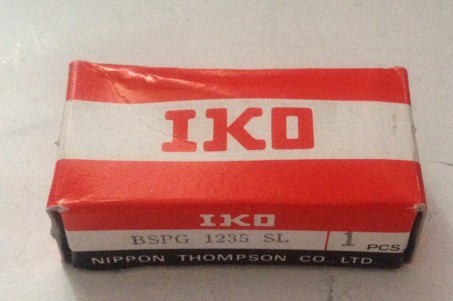 IKO
IKO
BSPG 1235 SL 1 PCS
NIPPON THOMPSON CO., LTD.